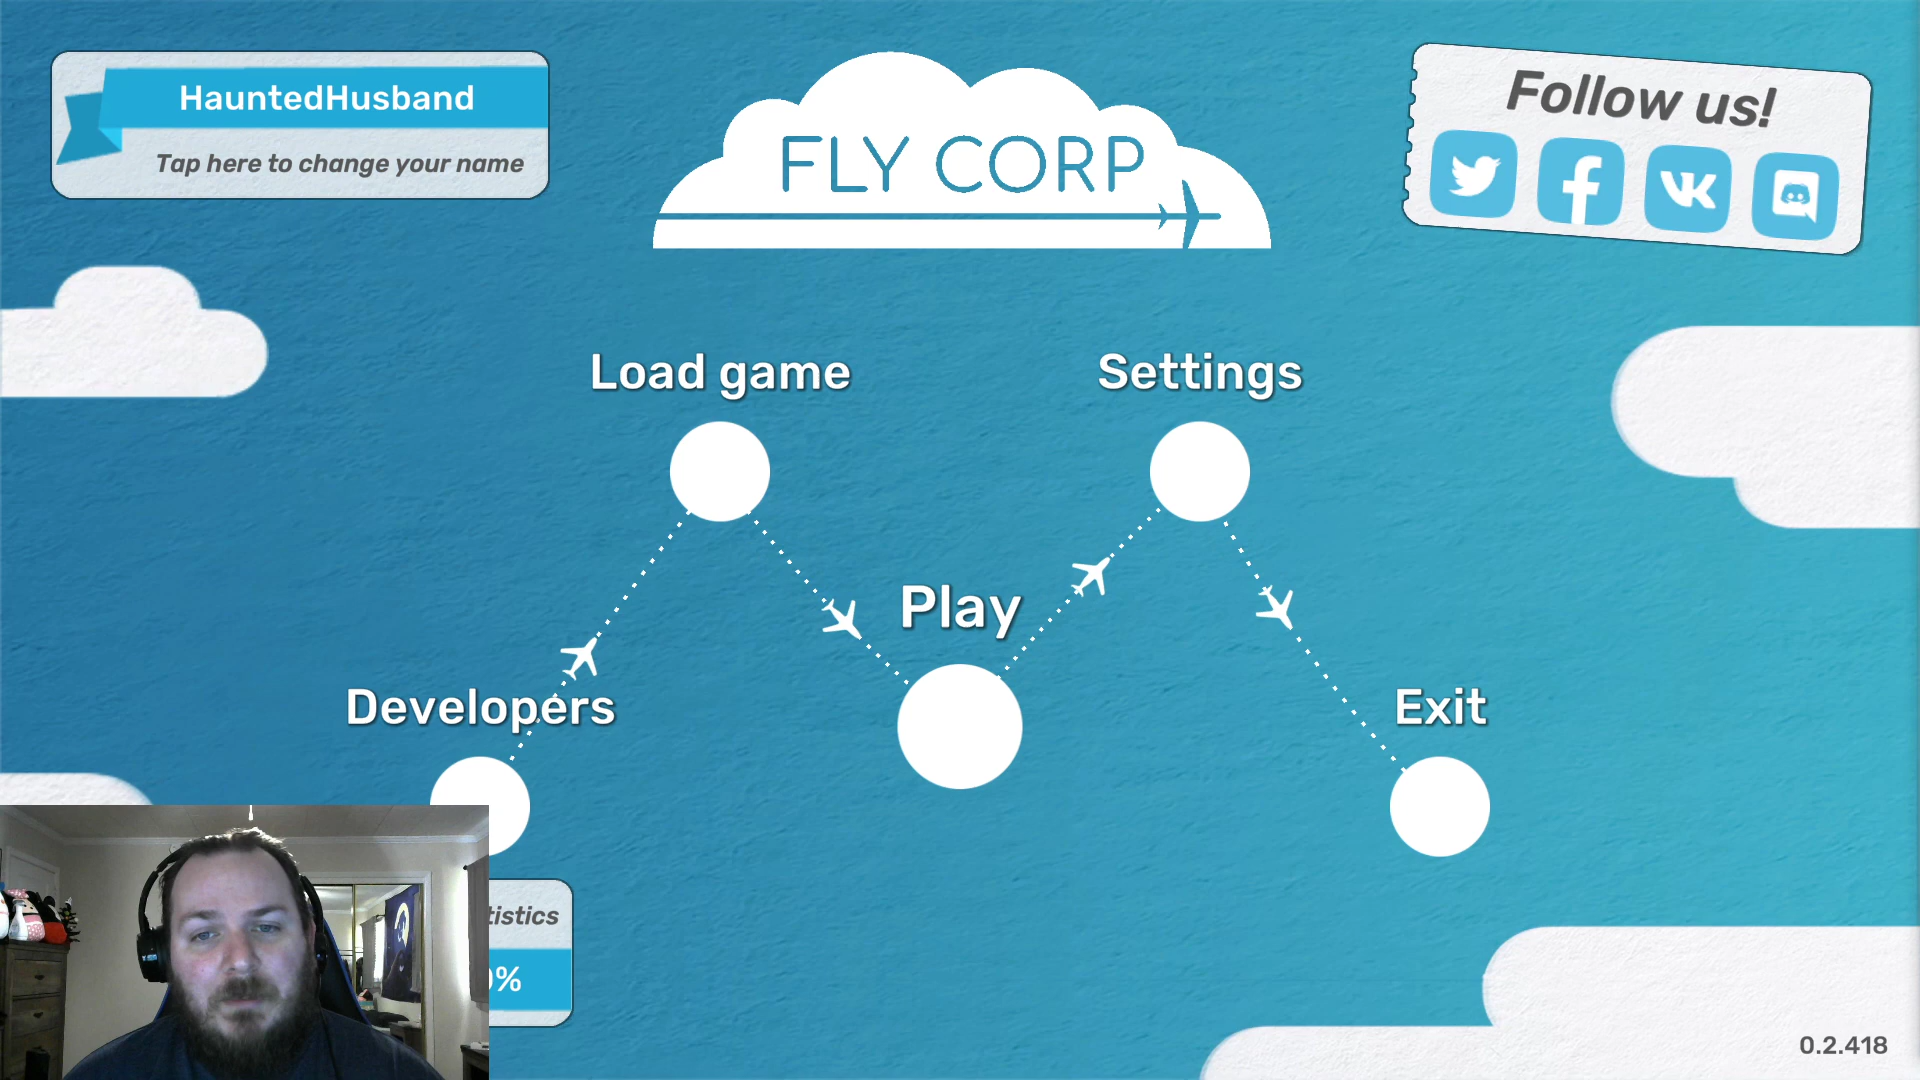 HauntedHusband
Tap here to change your name
FLY CORP
Follow us!
Load game
Settings
Play
Developers
Exit
0.2.418